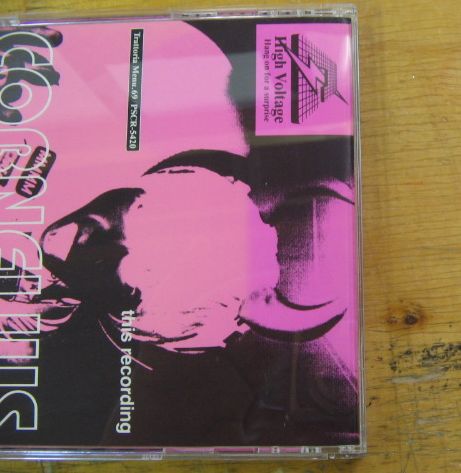 High Voltage
Hang on for a surprise
Trattoria Menu.69 / PSCR-5420
CORNELIUS
this recording